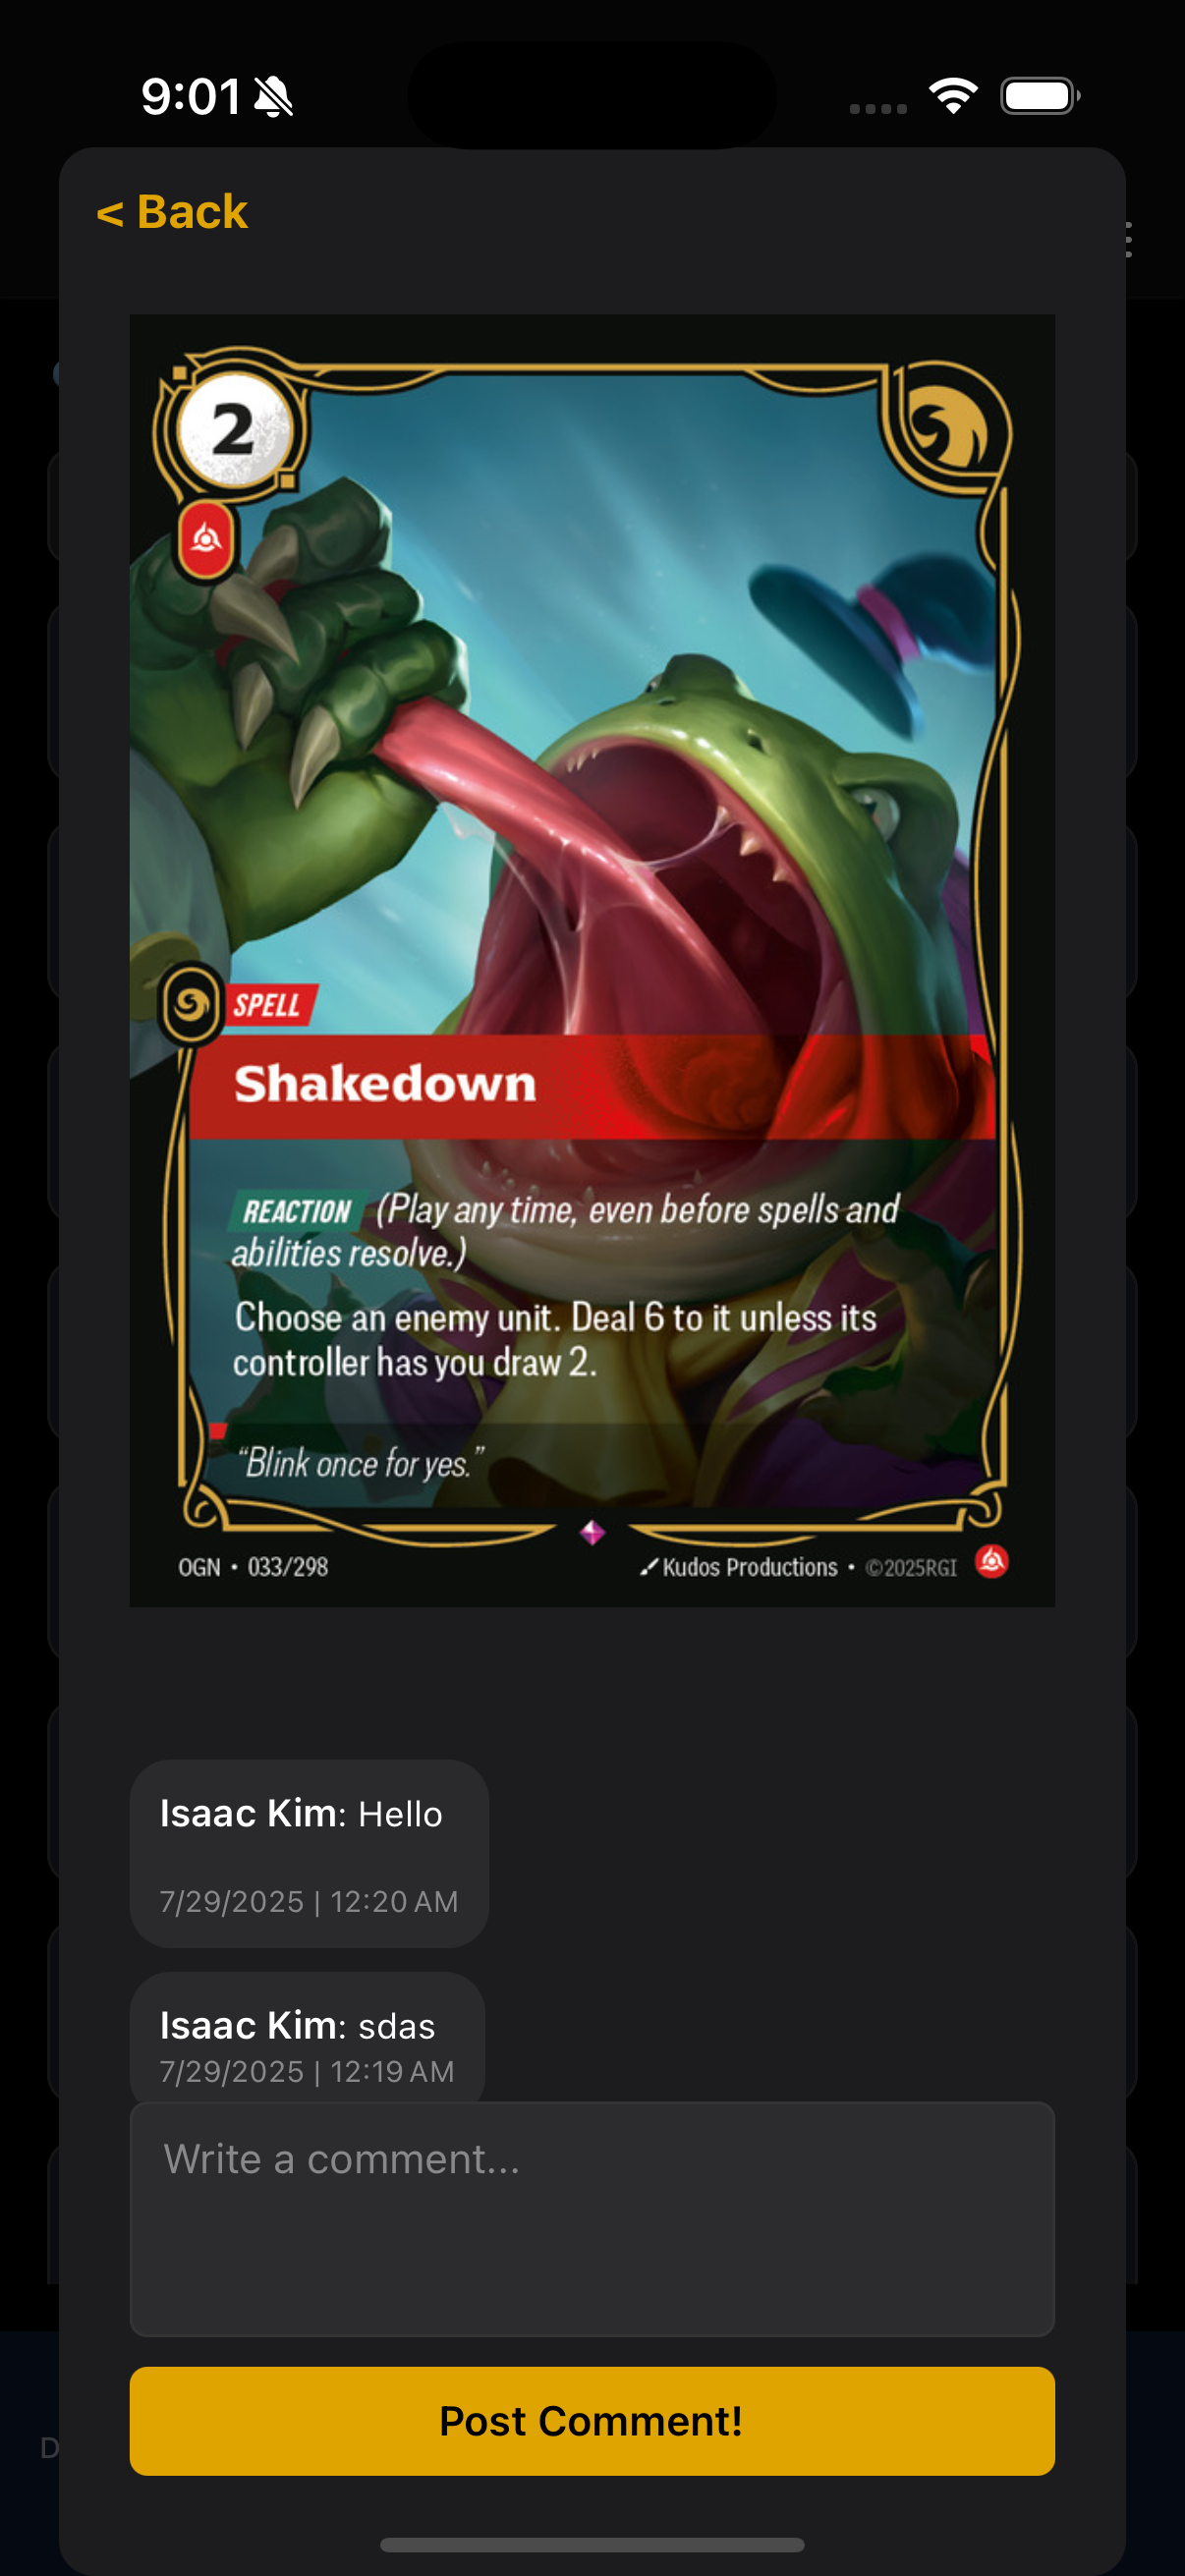 9:01
< Back
2
SPELL
Shakedown
REACTION (Play any time, even before spells and
abilities resolve.)
Choose an enemy unit. Deal 6 to it unless its
controller has you draw 2.
“Blink once for yes.”
OGN • 033/298 Kudos Productions • ©2025RGI
Isaac Kim: Hello
7/29/2025 | 12:20 AM
Isaac Kim: sdas
7/29/2025 | 12:19 AM
Write a comment...
Post Comment!
D